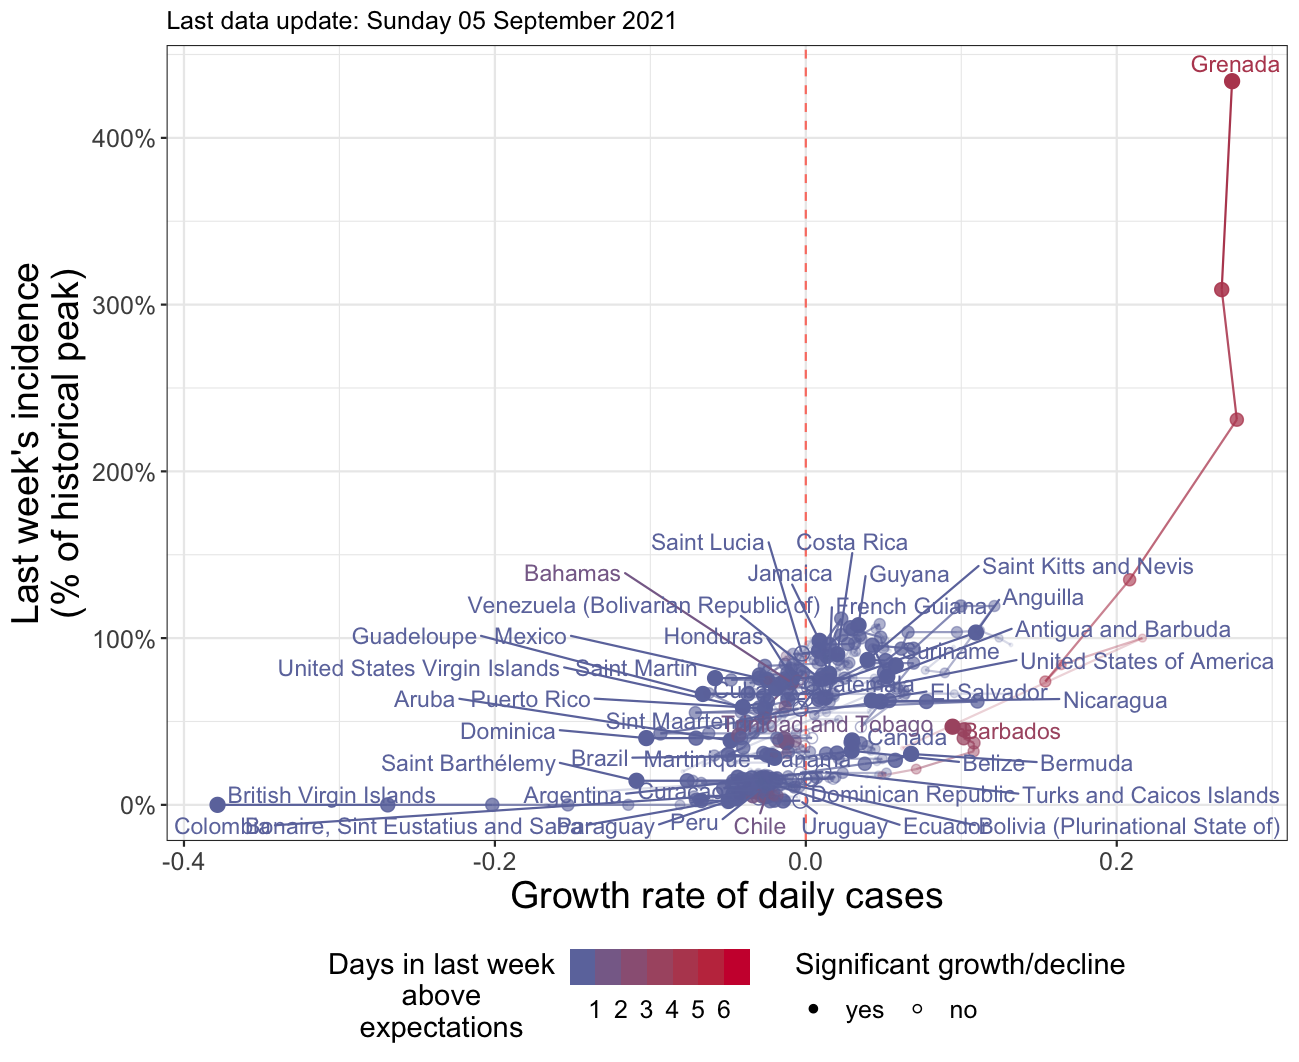 Last data update: Sunday 05 September 2021
Last week's incidence
(% of historical peak)
400%
300%
200%
100%
0%
Grenada
Saint Lucia
Costa Rica
Bahamas
Jamaica
Guyana
Saint Kitts and Nevis
Venezuela (Bolivarian Republic of)
French Guiana
Anguilla
Guadeloupe
Mexico
Honduras
Antigua and Barbuda
Suriname
United States Virgin Islands
Saint Martin
United States of America
Cuba
Guatemala
El Salvador
Aruba
Puerto Rico
Nicaragua
Dominica
Sint Maarten
Trinidad and Tobago
Canada
Barbados
Saint Barthélemy
Brazil
Martinique
Panama
Belize
Bermuda
British Virgin Islands
Argentina
Curaçao
Dominican Republic
Turks and Caicos Islands
Colombia
Bonaire, Sint Eustatius and Saba
Paraguay
Peru
Chile
Uruguay
Ecuador
Bolivia (Plurinational State of)
-0.4
-0.2
0.0
0.2
Growth rate of daily cases
Days in last week
above
expectations
1 2 3 4 5 6
Significant growth/decline
yes
no